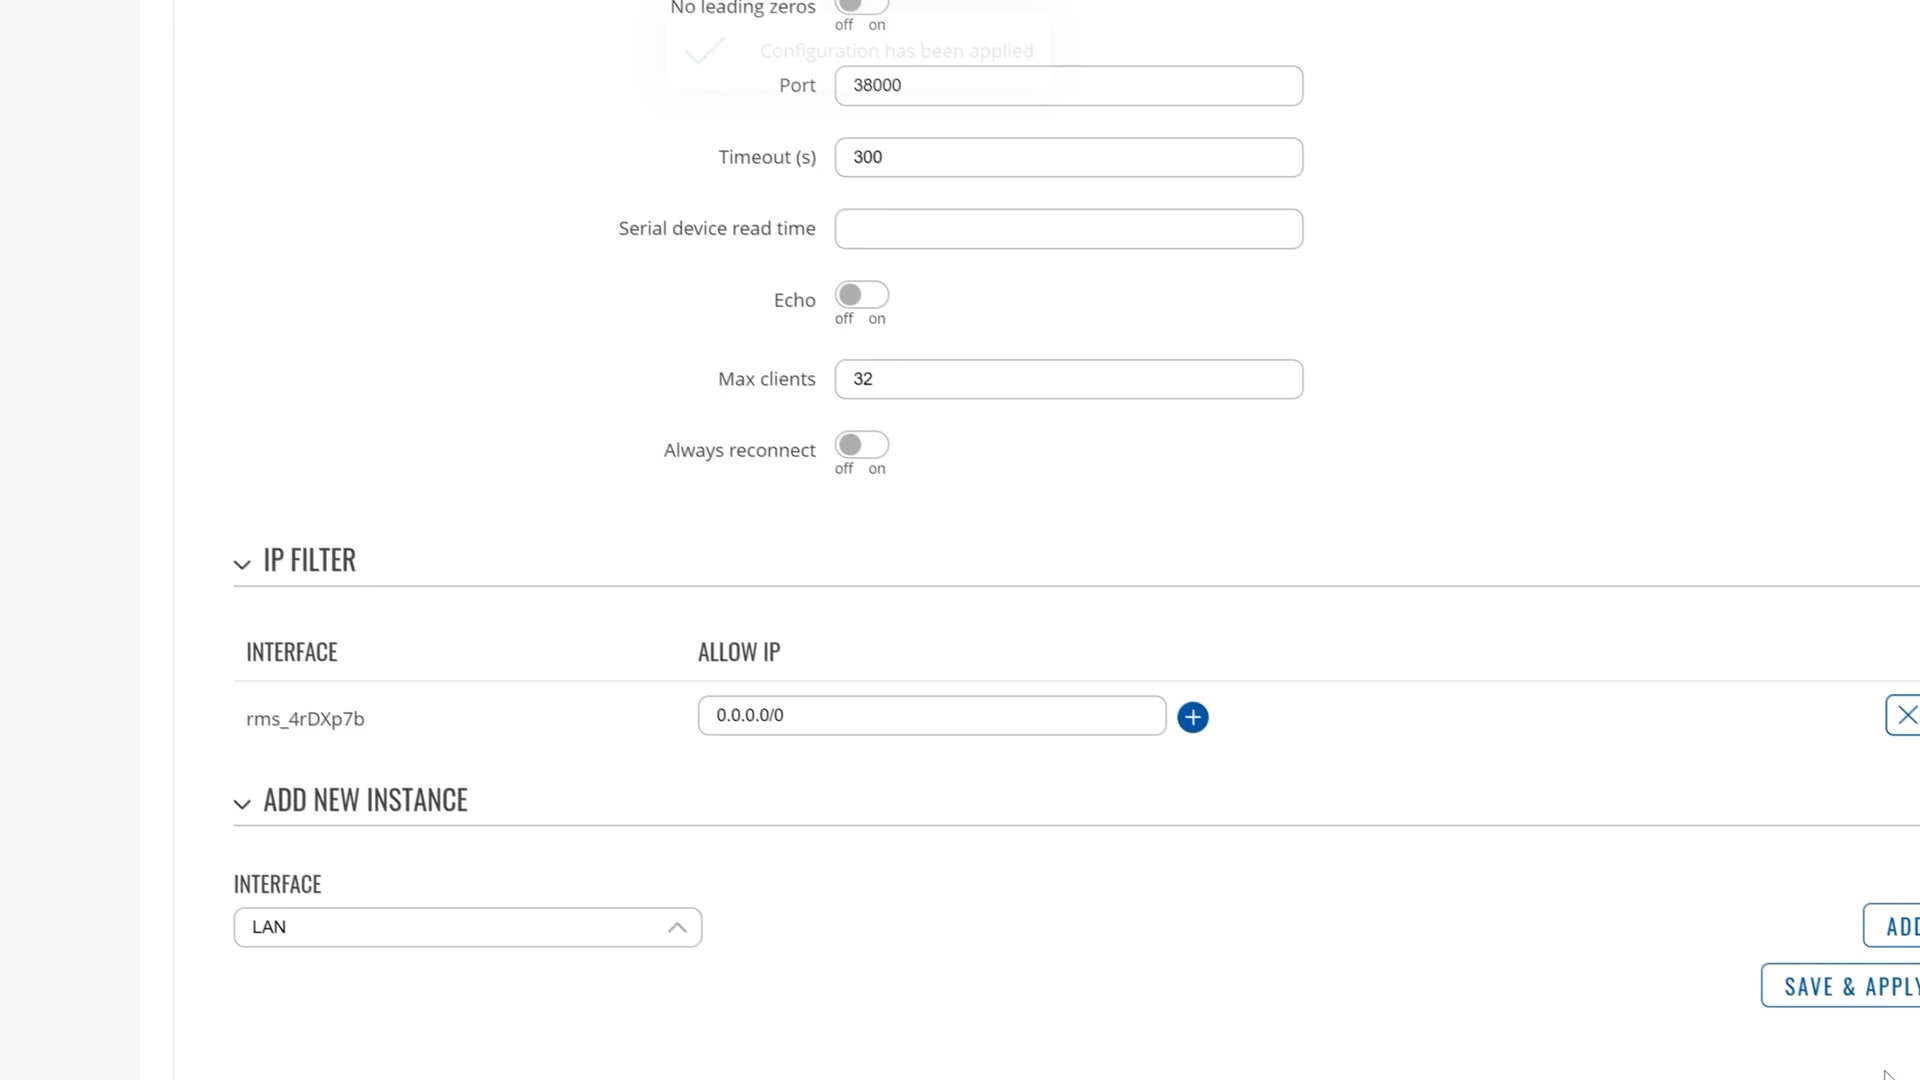 No leading zeros
off on
Configuration has been applied
Port 38000
Timeout (s) 300
Serial device read time
Echo
off on
Max clients 32
Always reconnect
off on
IP FILTER
INTERFACE ALLOW IP
rms_4rDXp7b 0.0.0.0/0
ADD NEW INSTANCE
INTERFACE
LAN
ADD
SAVE & APPLY